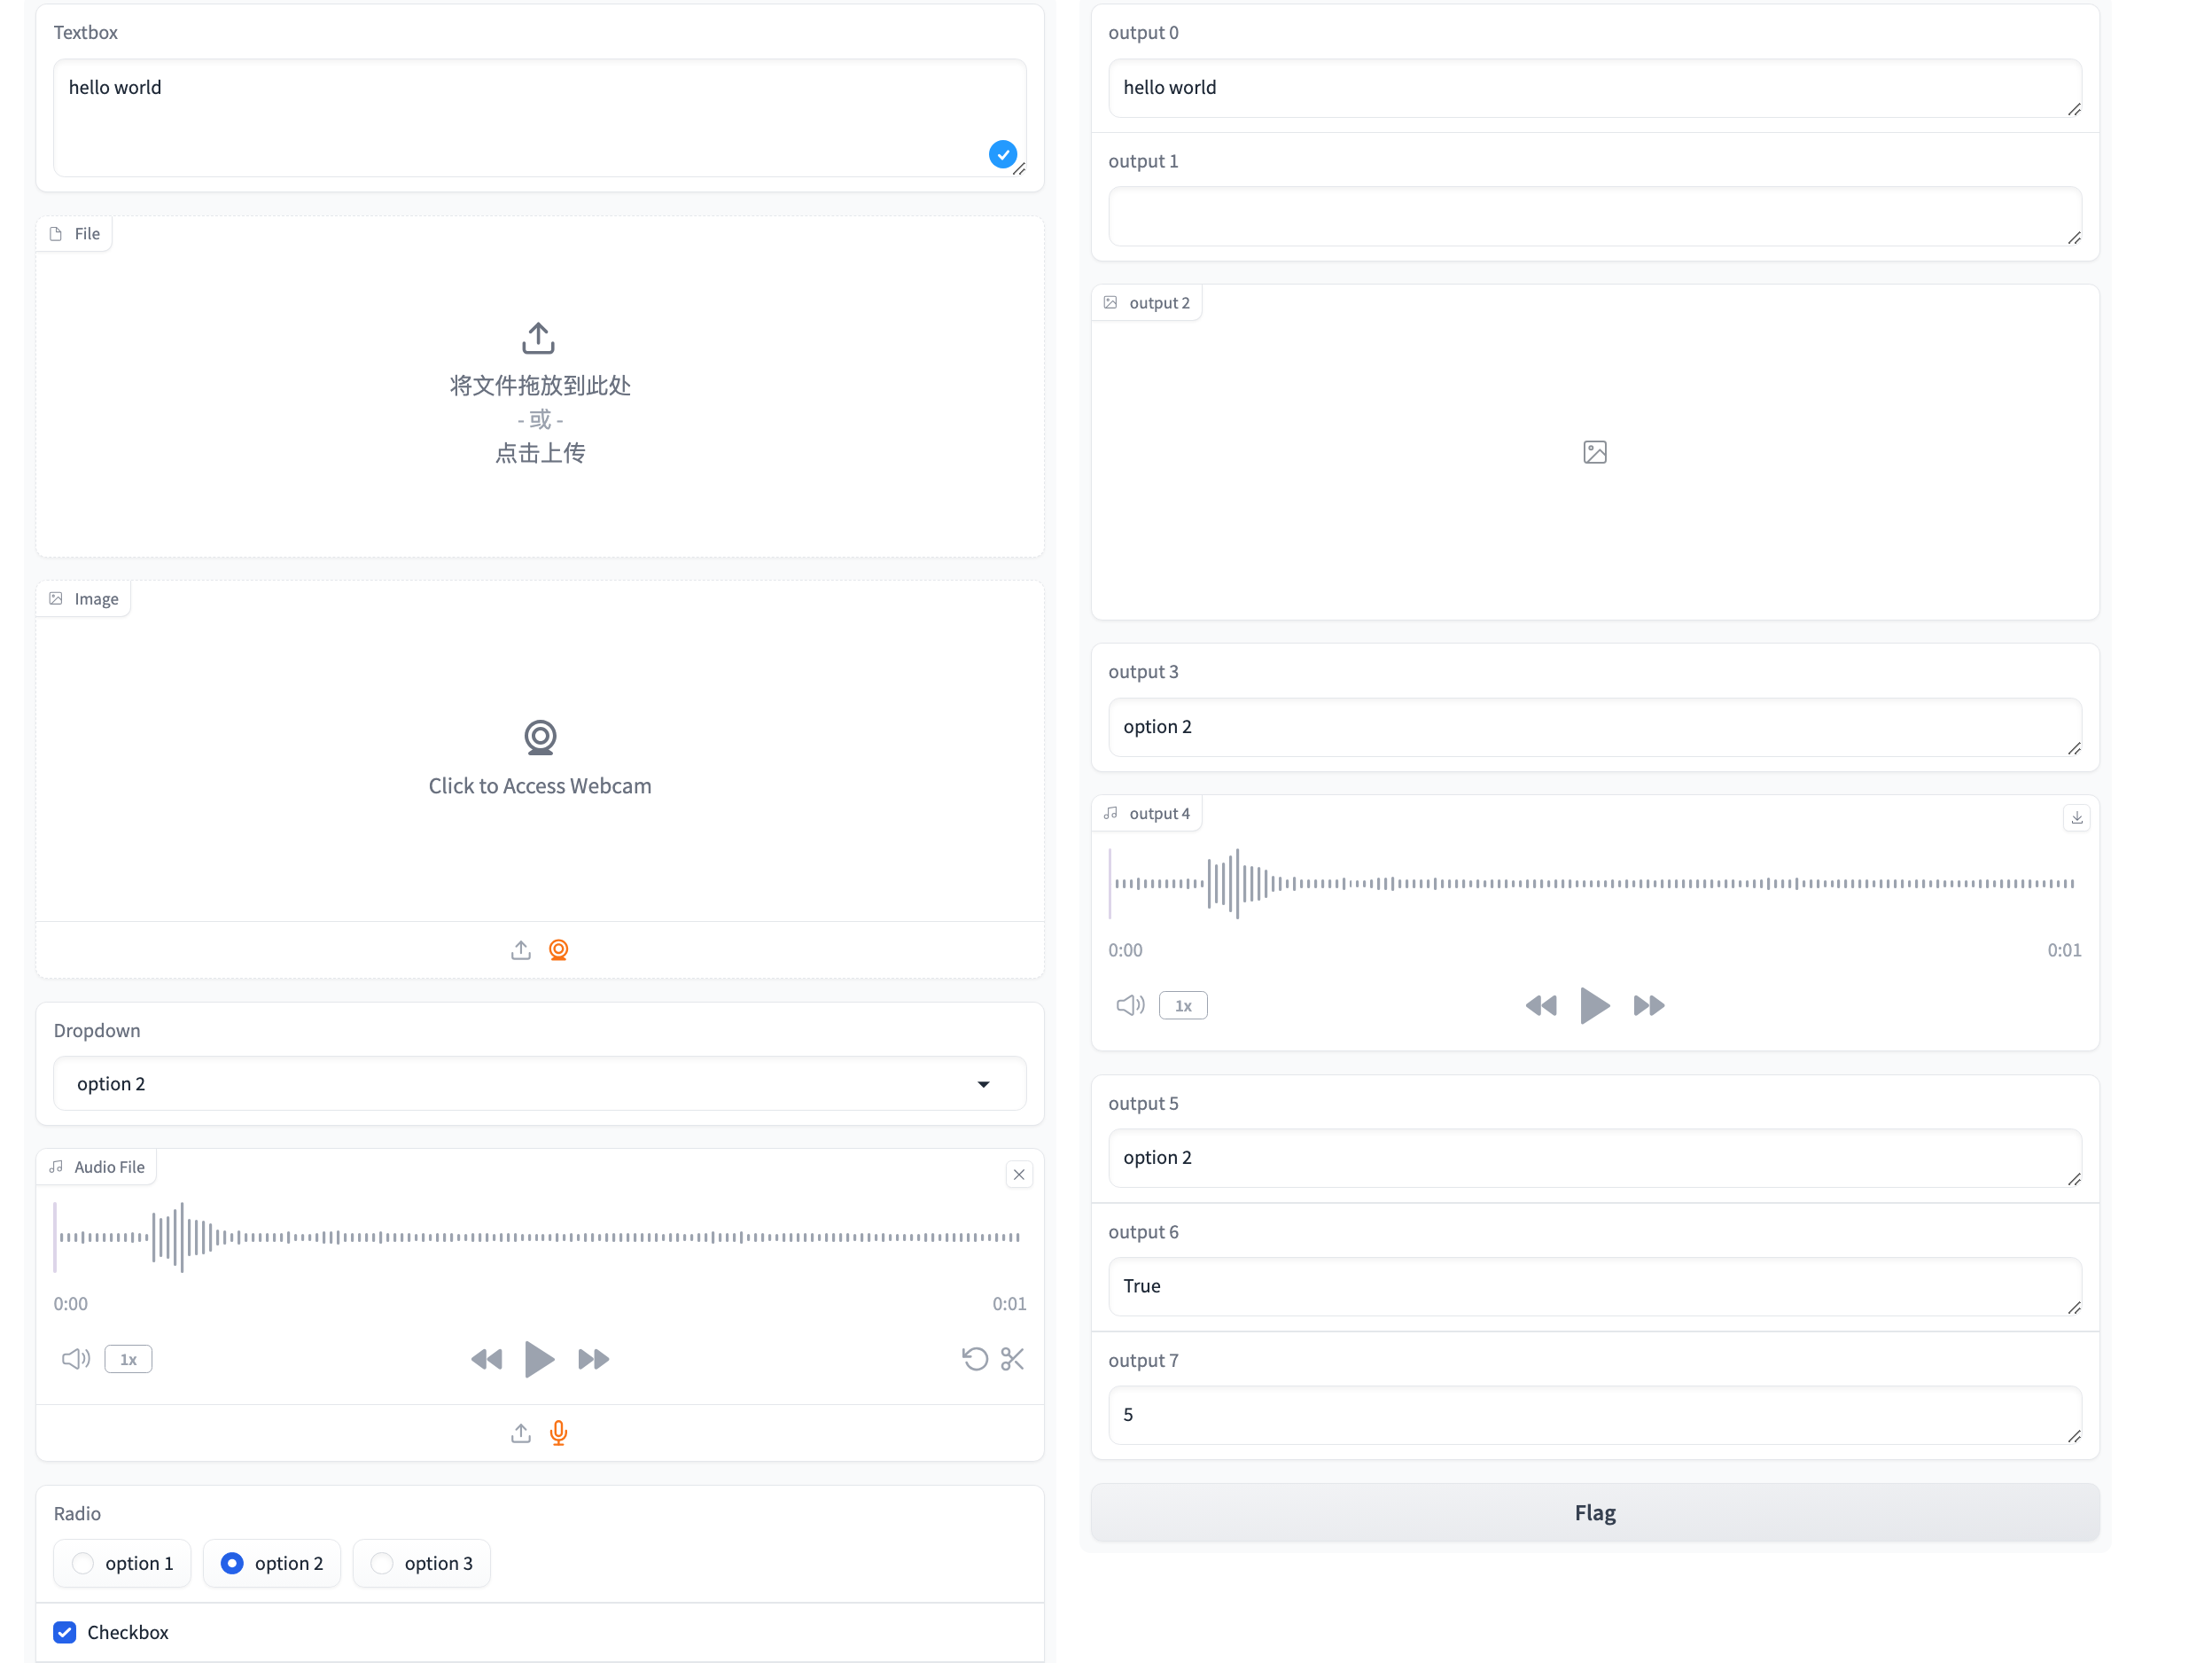 Textbox
hello world
File
将文件拖放到此处
- 或 -
点击上传
Image
Click to Access Webcam
Dropdown
option 2
Audio File
0:00
0:01
1x
Radio
option 1
option 2
option 3
Checkbox
output 0
hello world
output 1
output 2
output 3
option 2
output 4
0:00
0:01
1x
output 5
option 2
output 6
True
output 7
5
Flag